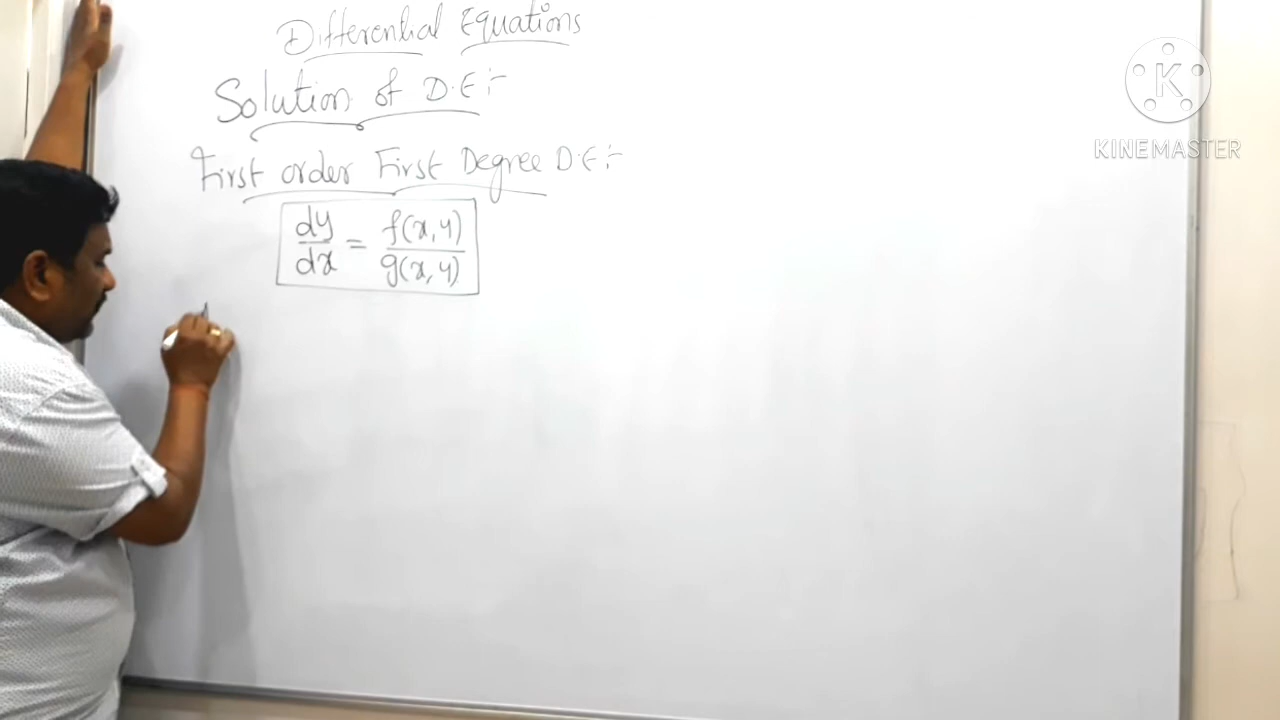 Differential Equations
Solution of D.E:-
First order First Degree D.E:-
dy/dx = f(x,y)/g(x,y)
K
KINEMASTER